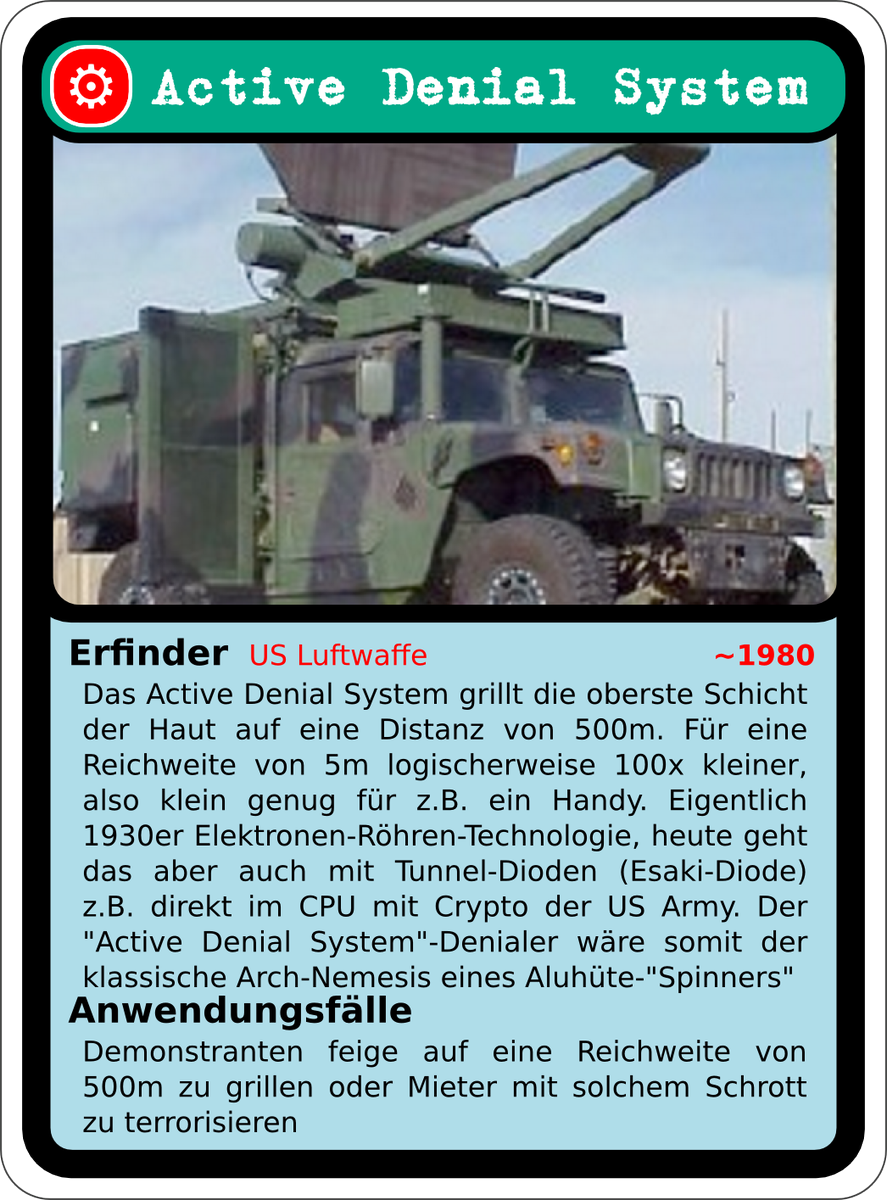 Active Denial System
Erfinder US Luftwaffe ~1980
Das Active Denial System grillt die oberste Schicht
der Haut auf eine Distanz von 500m. Für eine
Reichweite von 5m logischerweise 100x kleiner,
also klein genug für z.B. ein Handy. Eigentlich
1930er Elektronen-Röhren-Technologie, heute geht
das aber auch mit Tunnel-Dioden (Esaki-Diode)
z.B. direkt im CPU mit Crypto der US Army. Der
"Active Denial System"-Denialer wäre somit der
klassische Arch-Nemesis eines Aluhüte-"Spinners"
Anwendungsfälle
Demonstranten feige auf eine Reichweite von
500m zu grillen oder Mieter mit solchem Schrott
zu terrorisieren